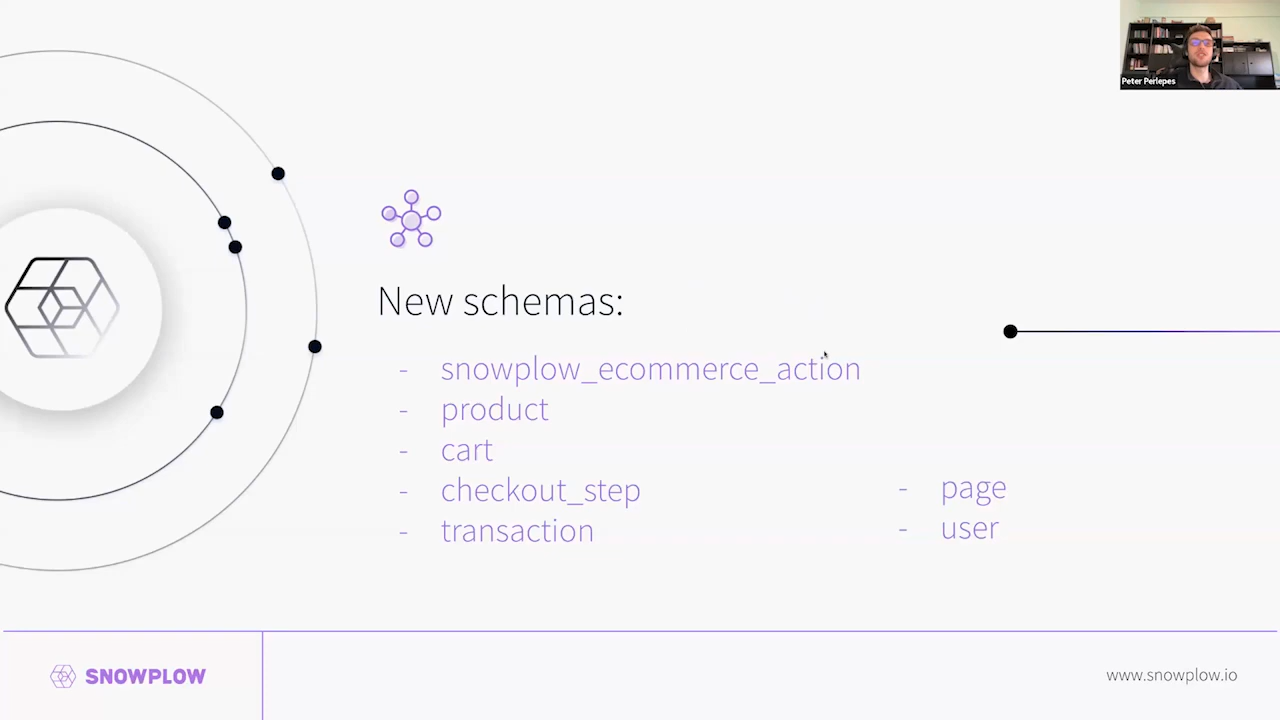 Peter Perlepes
New schemas:
- snowplow_ecommerce_action
- product
- cart
- checkout_step
- transaction
- page
- user
SNOWPLOW
www.snowplow.io